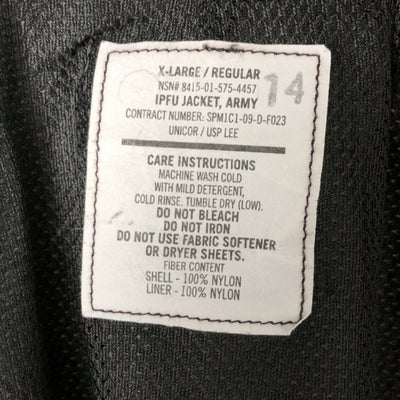 X-LARGE / REGULAR
NSN# 8415-01-575-4457
IPFU JACKET, ARMY
14
CONTRACT NUMBER: SPM1C1-09-D-F023
UNICOR / USP LEE
CARE INSTRUCTIONS
MACHINE WASH COLD
WITH MILD DETERGENT,
COLD RINSE. TUMBLE DRY (LOW).
DO NOT BLEACH
DO NOT IRON
DO NOT USE FABRIC SOFTENER
OR DRYER SHEETS.
FIBER CONTENT
SHELL - 100% NYLON
LINER - 100% NYLON